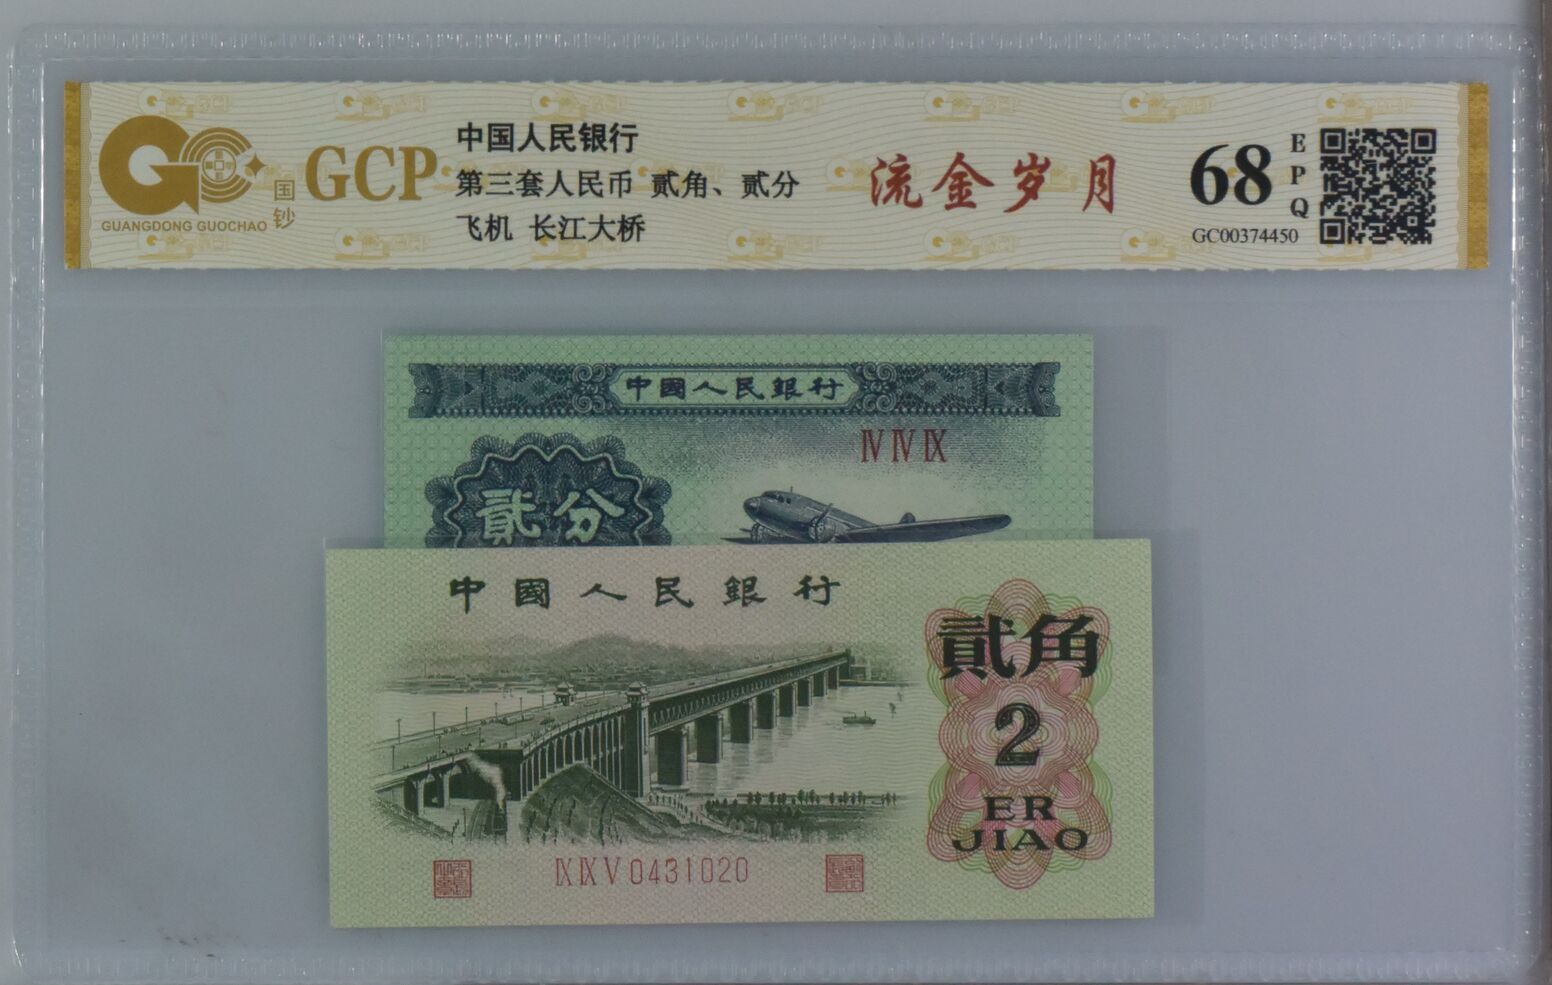 GUANGDONG GUOCHAO
国钞
GCP
中国人民银行
第三套人民币 贰角、贰分
飞机 长江大桥
流金岁月
68
EPQ
GC00374450
中國人民銀行
ⅣⅣⅨ
貳分
中國人民銀行
貳角
2
ER
JIAO
ⅨⅨⅤ0431020